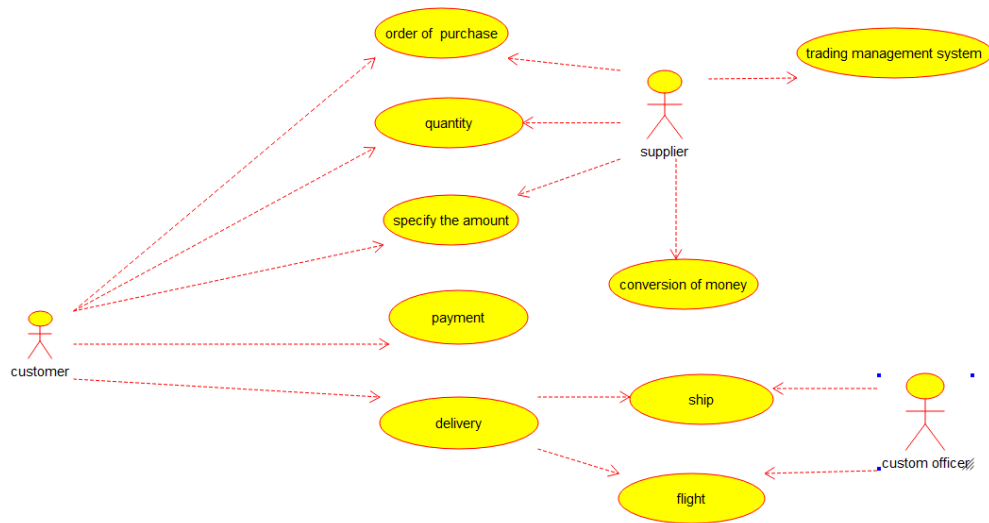 order of  purchase
trading management system
quantity
supplier
specify the amount
conversion of money
payment
customer
ship
delivery
custom officer
flight